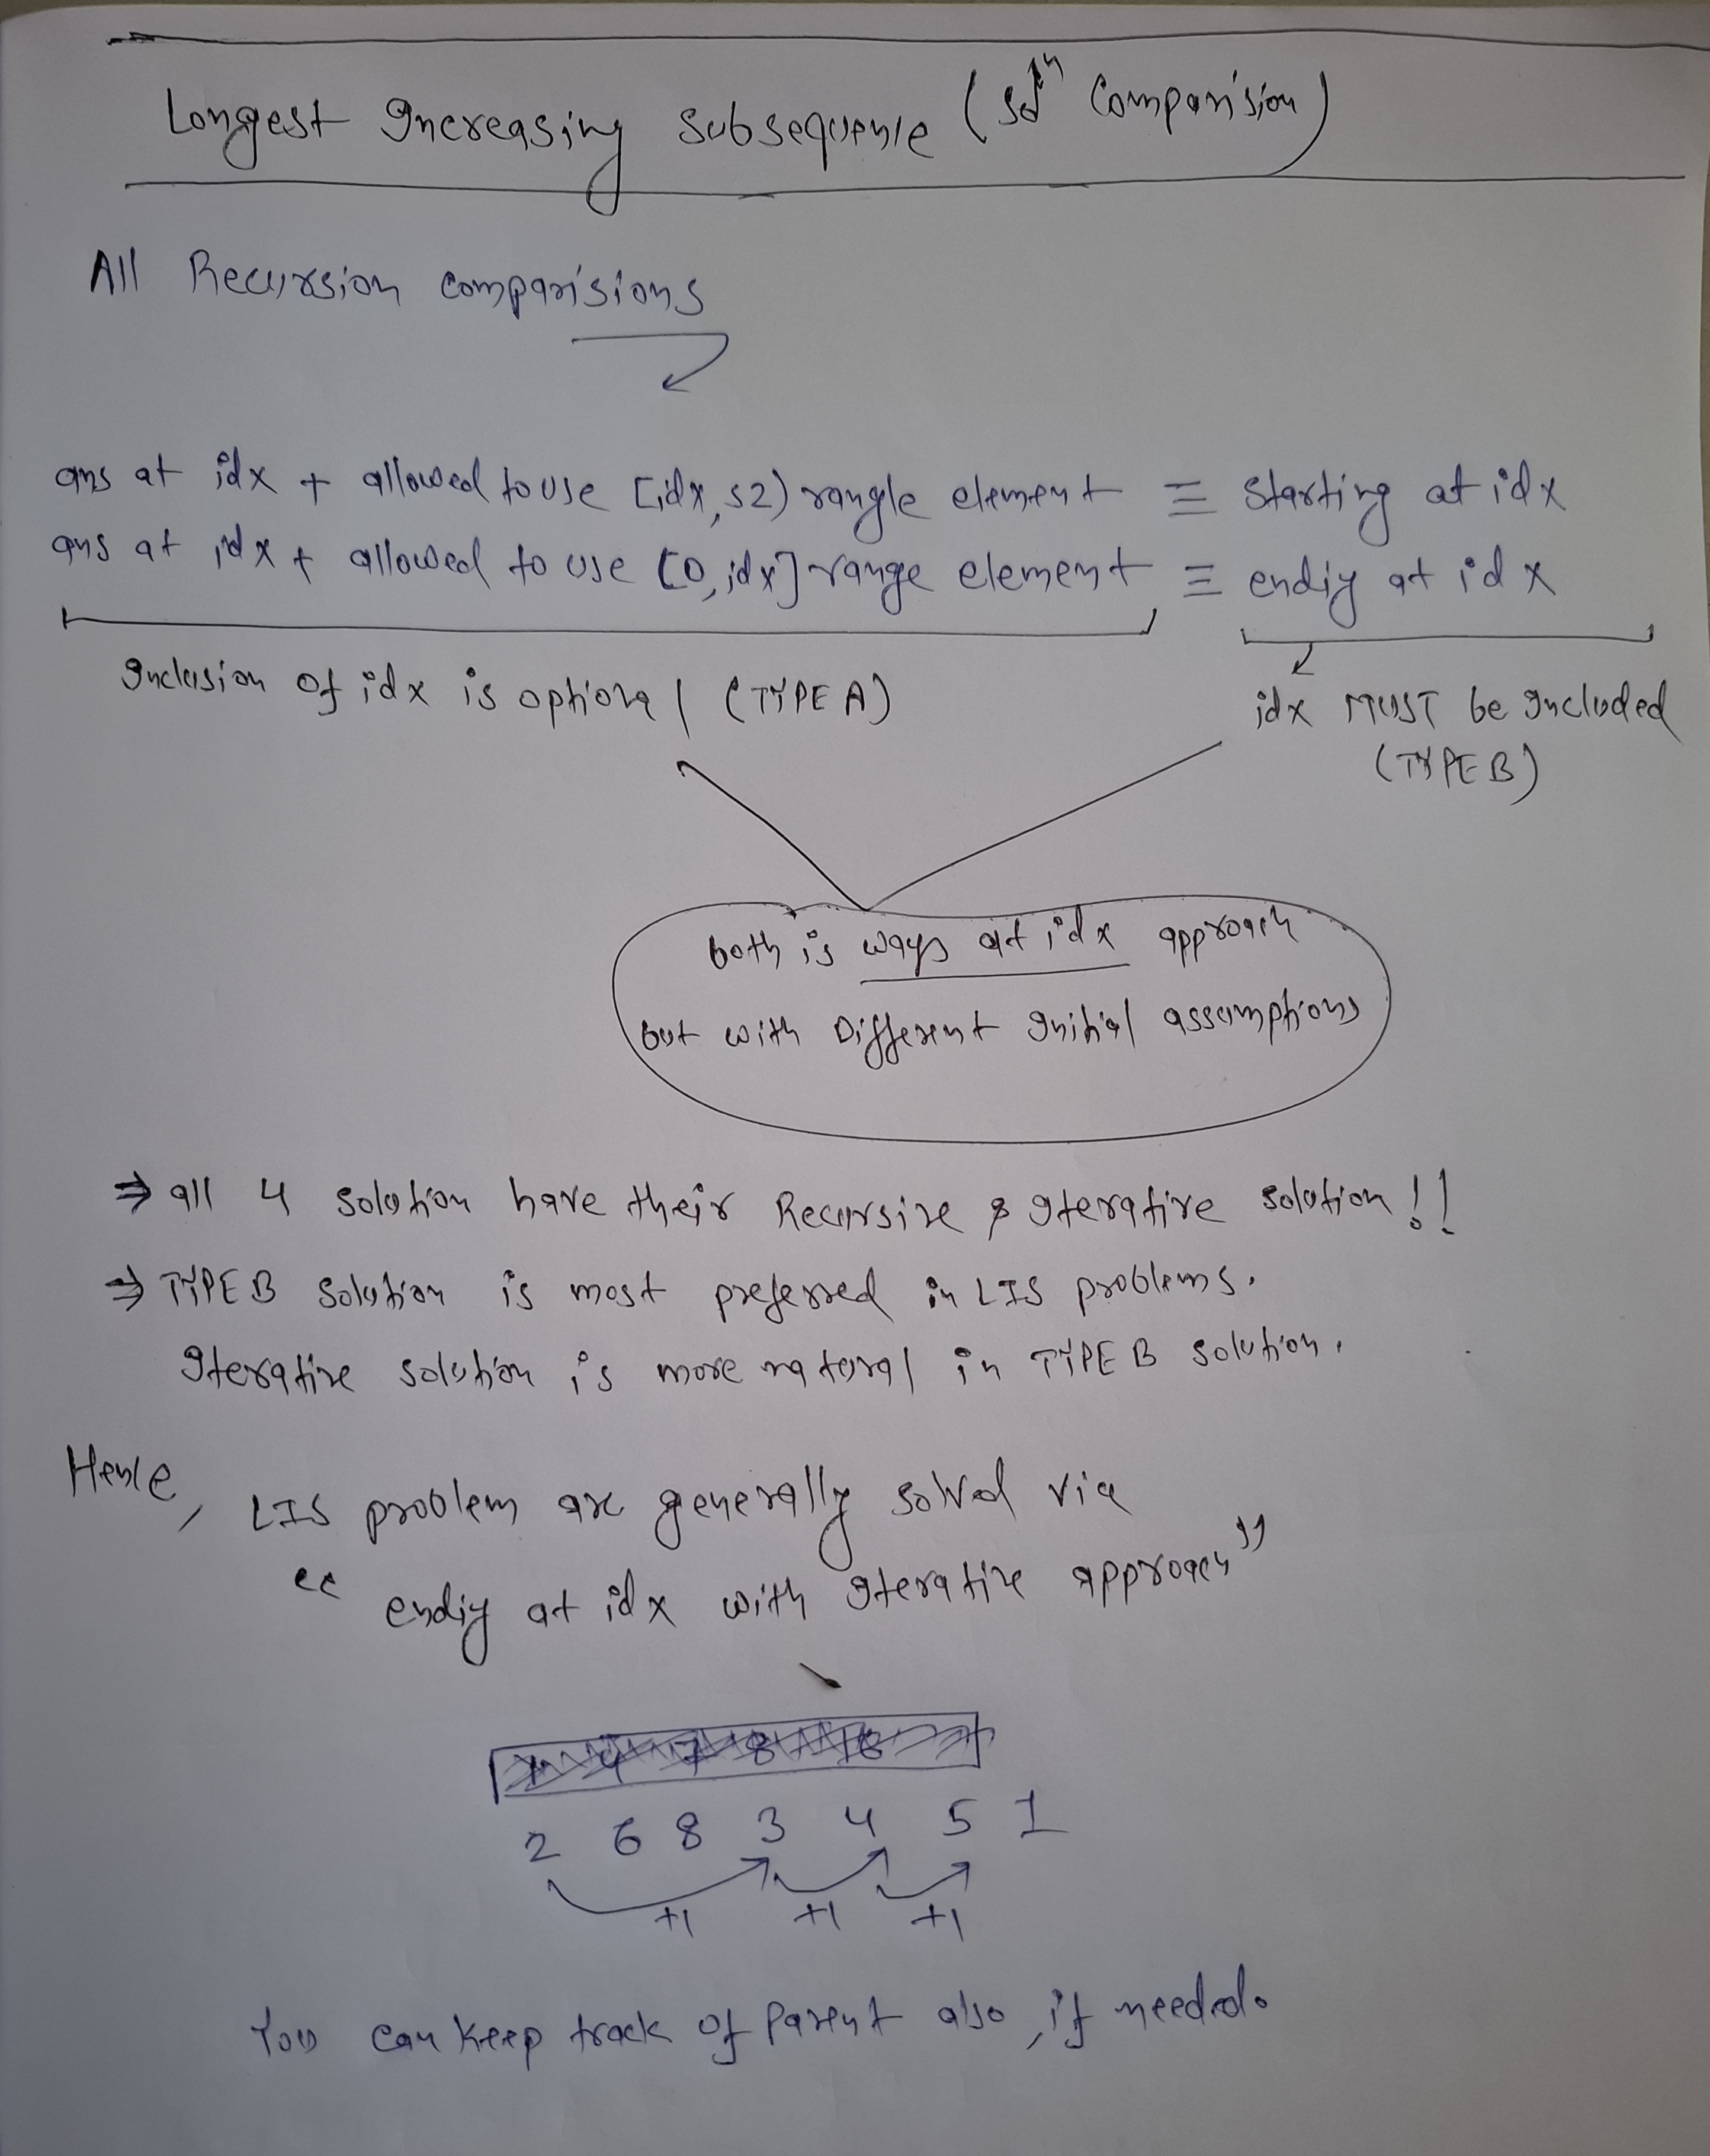 Longest Increasing subsequence (solⁿ Comparision)
All Recursion comparisions
ans at idx + allowed to use [idx, sz) rangle element ≡ starting at idx
ans at idx + allowed to use [0, idx] range element ≡ endig at idx
Inclusion of idx is optional (TYPE A)
idx MUST be Included
(TYPE B)
both is ways at idx approach
but with Different Initial assumptions
⇒ all 4 solution have their Recursive & Iterative solution !!
⇒ TYPE B solution is most preferred in LIS problems.
Iterative solution is more natural in TYPE B solution.
Hence, LIS problem are generally solved via
“ endig at idx with Iterative approach”
2 6 8 3 4 5 1
+1 +1 +1
You can keep track of Parent also, if needed.